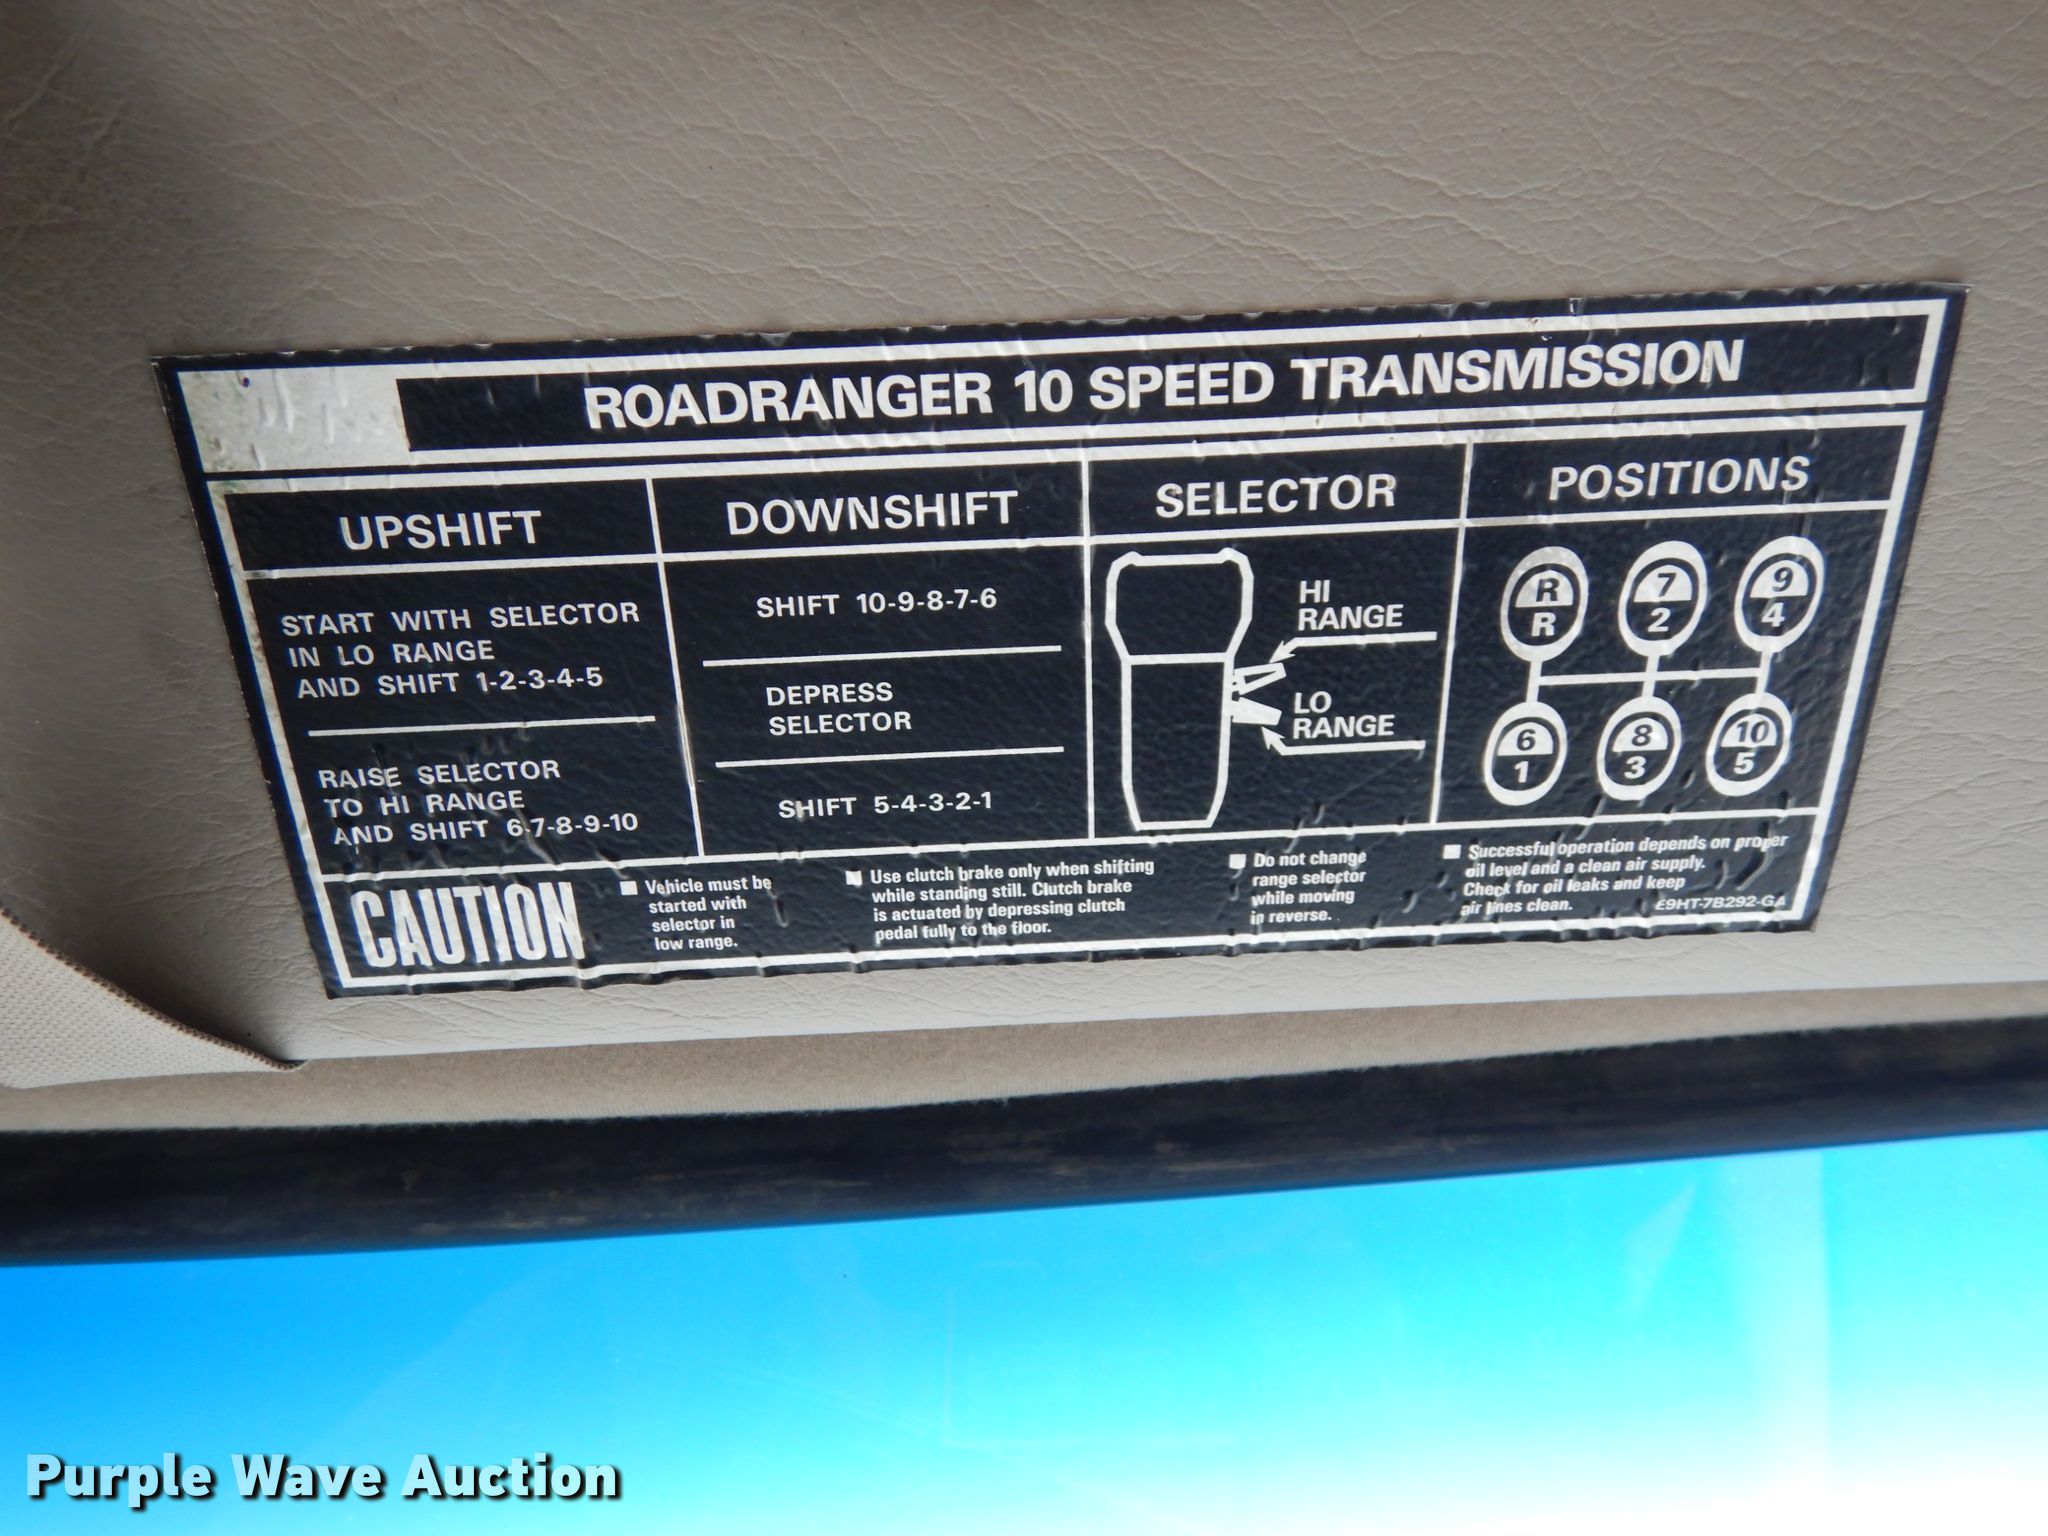 ROADRANGER 10 SPEED TRANSMISSION
UPSHIFT
START WITH SELECTOR
IN LO RANGE
AND SHIFT 1-2-3-4-5
RAISE SELECTOR
TO HI RANGE
AND SHIFT 6-7-8-9-10
DOWNSHIFT
SHIFT 10-9-8-7-6
DEPRESS
SELECTOR
SHIFT 5-4-3-2-1
SELECTOR
HI
RANGE
LO
RANGE
POSITIONS
R 7 9
R 2 4
6 8 10
1 3 5
CAUTION
Vehicle must be
started with
selector in
low range.
Use clutch brake only when shifting
while standing still. Clutch brake
is actuated by depressing clutch
pedal fully to the floor.
Do not change
range selector
while moving
in reverse.
Successful operation depends on proper
oil level and a clean air supply.
Check for oil leaks and keep
air lines clean.
E9HT-7B292-GA
Purple Wave Auction